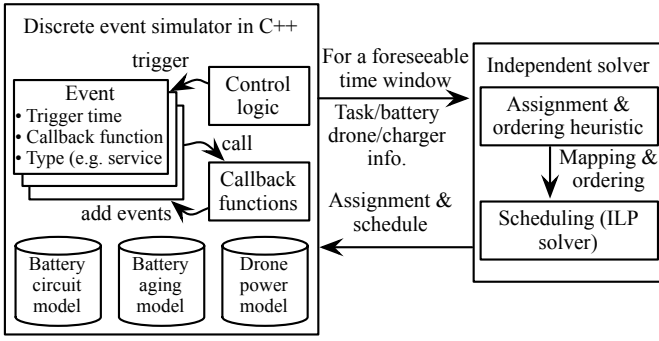 Discrete event simulator in C++
trigger
Event
• Trigger time
• Callback function
• Type (e.g. service
Control
logic
call
Callback
functions
add events
Battery
circuit
model
Battery
aging
model
Drone
power
model
For a foreseeable
time window
Task/battery
drone/charger
info.
Assignment &
schedule
Independent solver
Assignment &
ordering heuristic
Mapping &
ordering
Scheduling (ILP
solver)